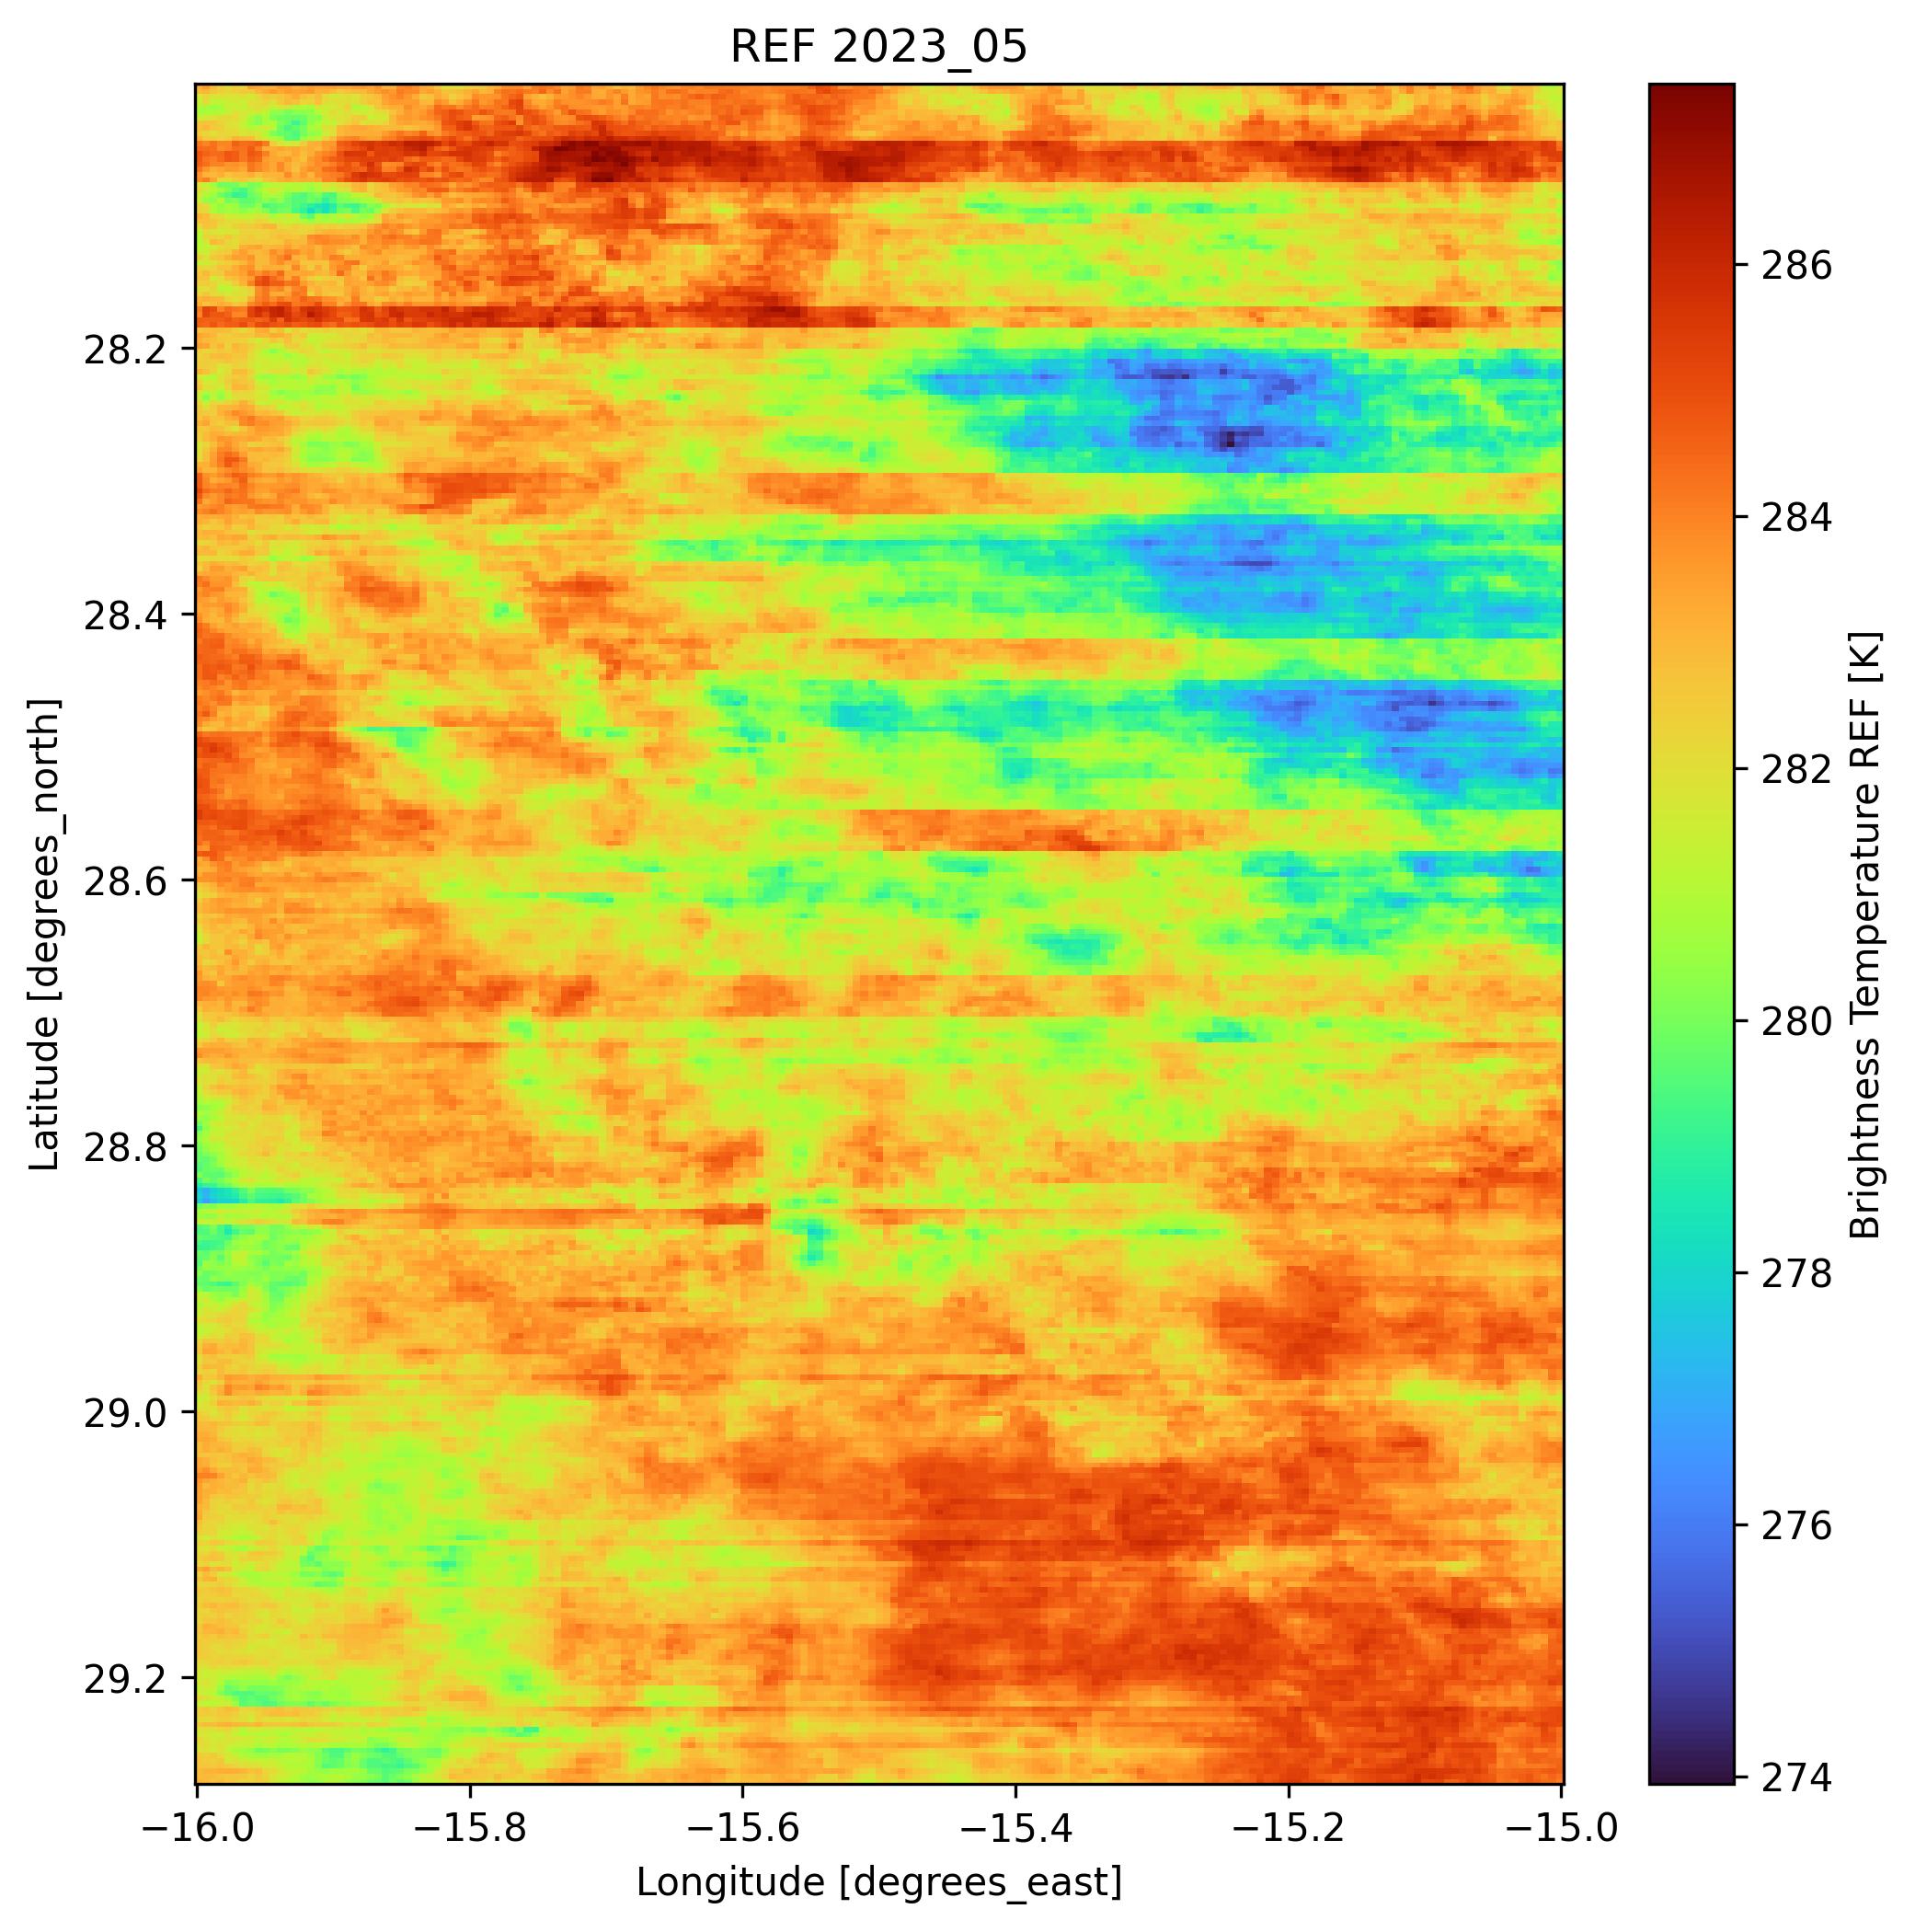 REF 2023_05
28.2
28.4
28.6
28.8
29.0
29.2
Latitude [degrees_north]
−16.0 −15.8 −15.6 −15.4 −15.2 −15.0
Longitude [degrees_east]
286
284
282
280
278
276
274
Brightness Temperature REF [K]